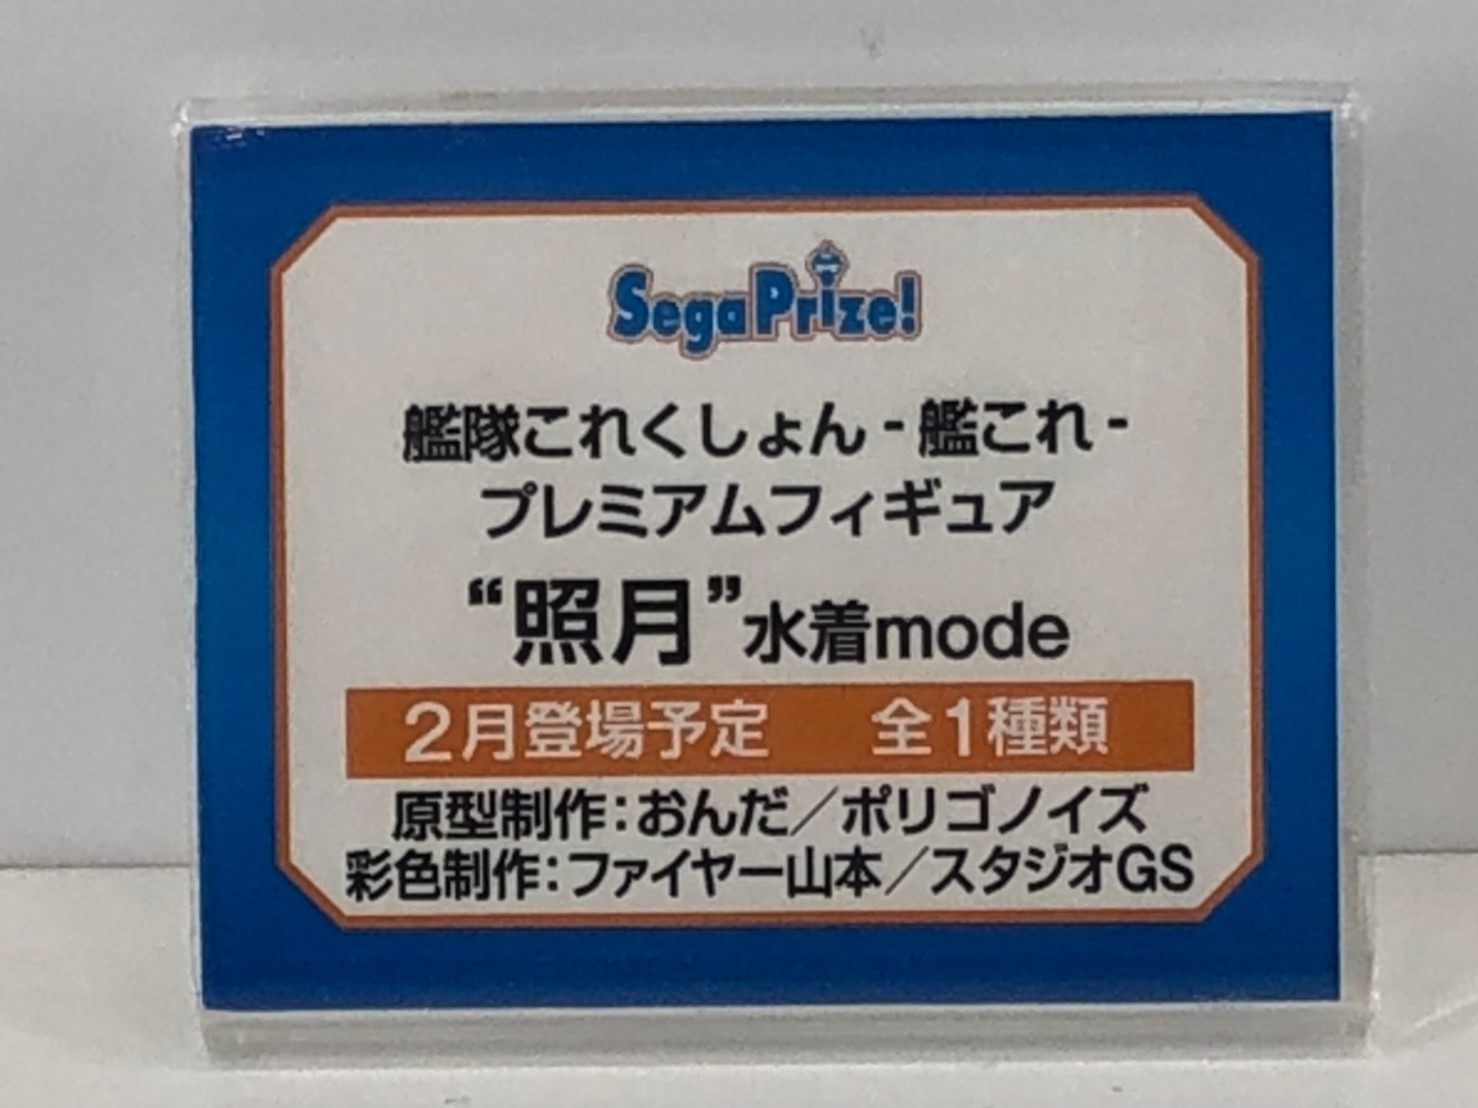 SegaPrize!
艦隊これくしょん - 艦これ -
プレミアムフィギュア
“照月”水着mode
2月登場予定　全1種類
原型制作：おんだ／ポリゴノイズ
彩色制作：ファイヤー山本／スタジオGS